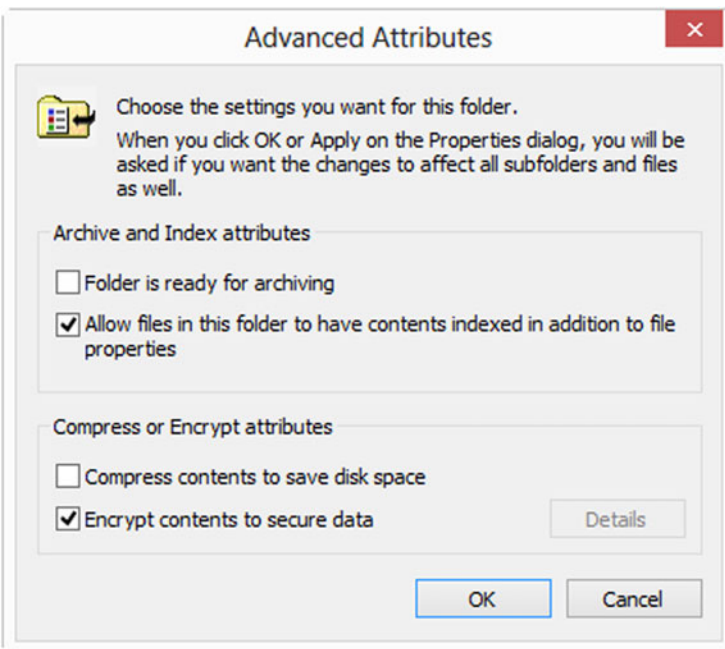 Advanced Attributes
Choose the settings you want for this folder.
When you click OK or Apply on the Properties dialog, you will be
asked if you want the changes to affect all subfolders and files
as well.
Archive and Index attributes
Folder is ready for archiving
Allow files in this folder to have contents indexed in addition to file
properties
Compress or Encrypt attributes
Compress contents to save disk space
Encrypt contents to secure data
Details
OK
Cancel